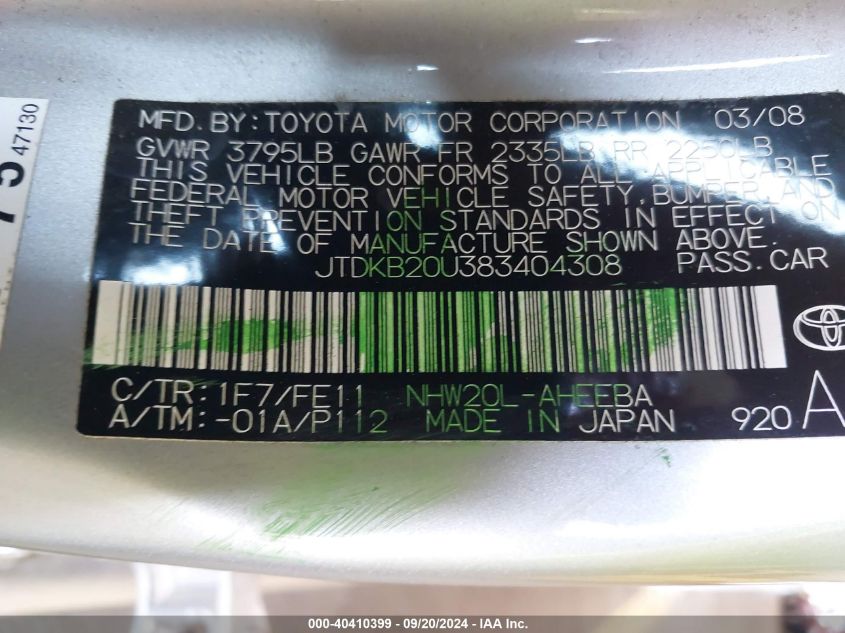 MFD. BY: TOYOTA MOTOR CORPORATION 03/08
GVWR 3795LB GAWR FR 2335LB RR 2250LB
THIS VEHICLE CONFORMS TO ALL APPLICABLE
FEDERAL MOTOR VEHICLE SAFETY, BUMPER, AND
THEFT PREVENTION STANDARDS IN EFFECT ON
THE DATE OF MANUFACTURE SHOWN ABOVE.
JTDKB20U383404308 PASS. CAR
C/TR: 1F7/FE11 NHW20L-AHEEBA
A/TM: -01A/P112 MADE IN JAPAN 920 A
47130
000-40410399 - 09/20/2024 - IAAI Inc.